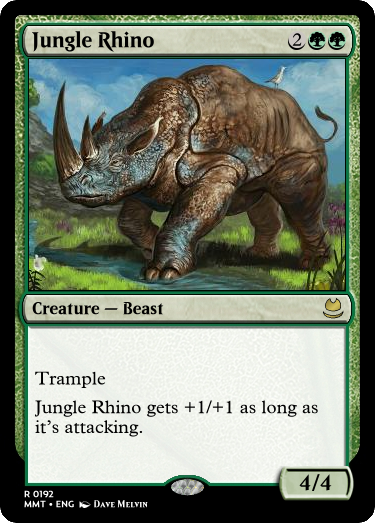 Jungle Rhino 2
Creature — Beast
Trample
Jungle Rhino gets +1/+1 as long as
it's attacking.
4/4
R 0192
MMT • ENG Dave Melvin